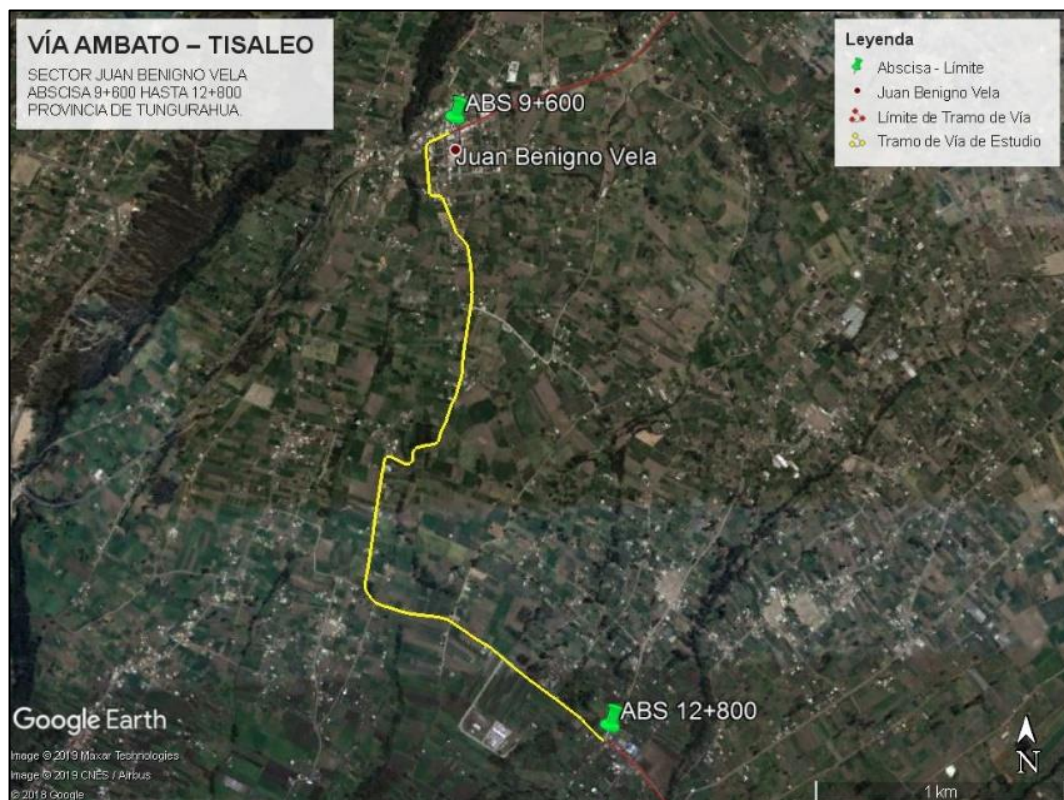 VÍA AMBATO – TISALEO
SECTOR JUAN BENIGNO VELA
ABSCISA 9+600 HASTA 12+800
PROVINCIA DE TUNGURAHUA.
Leyenda
Abscisa - Límite
Juan Benigno Vela
Límite de Tramo de Vía
Tramo de Vía de Estudio
ABS 9+600
Juan Benigno Vela
ABS 12+800
Google Earth
Image © 2019 Maxar Technologies
Image © 2019 CNES / Airbus
© 2018 Google
N
1 km